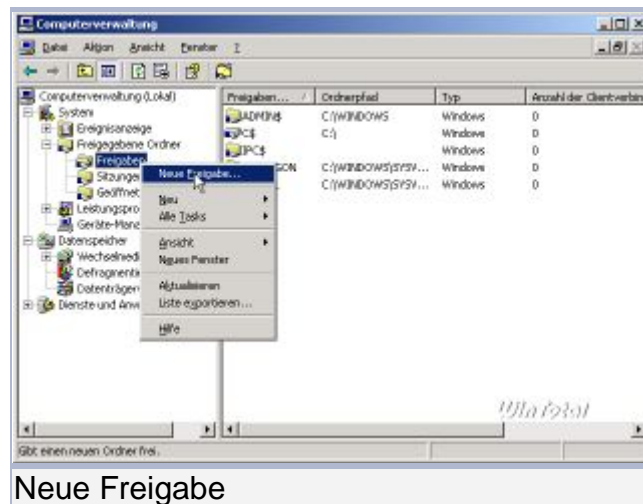 Computerverwaltung
Datei Aktion Ansicht Fenster ?
Computerverwaltung (Lokal)
System
Ereignisanzeige
Freigegebene Ordner
Freigaben
Sitzungen
Geöffnet
Leistungspro
Geräte-Mana
Datenspeicher
Wechselmedi
Defragmenti
Datenträger
Dienste und Anw
Neue Freigabe...
Neu
Alle Tasks
Ansicht
Neues Fenster
Aktualisieren
Liste exportieren...
Hilfe
Freigaben... / Ordnerpfad Typ Anzahl der Clientverbin
ADMIN$ C:\WINDOWS Windows 0
C$ C:\ Windows 0
IPC$ Windows 0
GON C:\WINDOWS\SYSV... Windows 0
C:\WINDOWS\SYSV... Windows 0
WinTotal
Gibt einen neuen Ordner frei.
Neue Freigabe